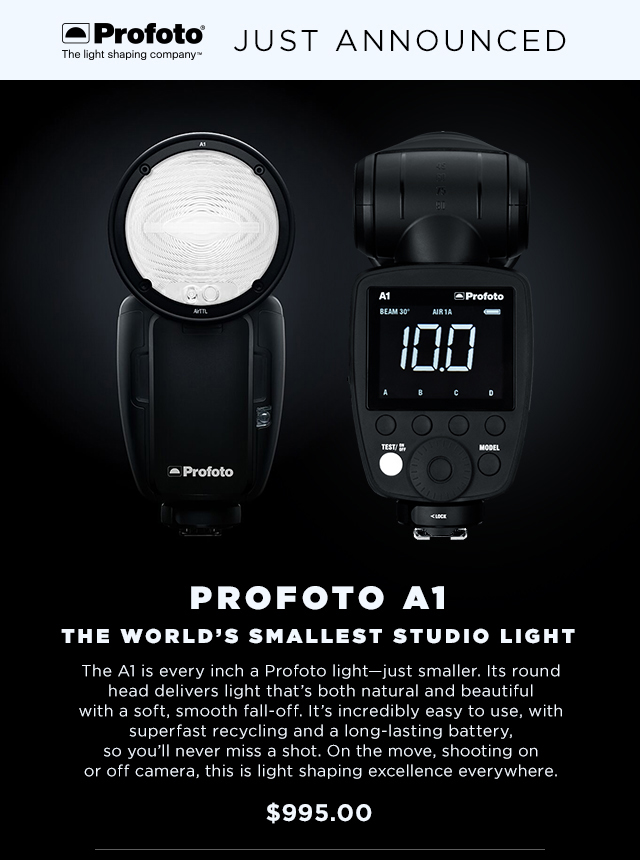 Profoto®
The light shaping company™
JUST ANNOUNCED
A1
AirTTL
Profoto
A1 Profoto
BEAM 30° AIR 1A
10.0
A B C D
TEST/ ON OFF MODEL
<LOCK
PROFOTO A1
THE WORLD'S SMALLEST STUDIO LIGHT
The A1 is every inch a Profoto light—just smaller. Its round
head delivers light that's both natural and beautiful
with a soft, smooth fall-off. It's incredibly easy to use, with
superfast recycling and a long-lasting battery,
so you'll never miss a shot. On the move, shooting on
or off camera, this is light shaping excellence everywhere.
$995.00